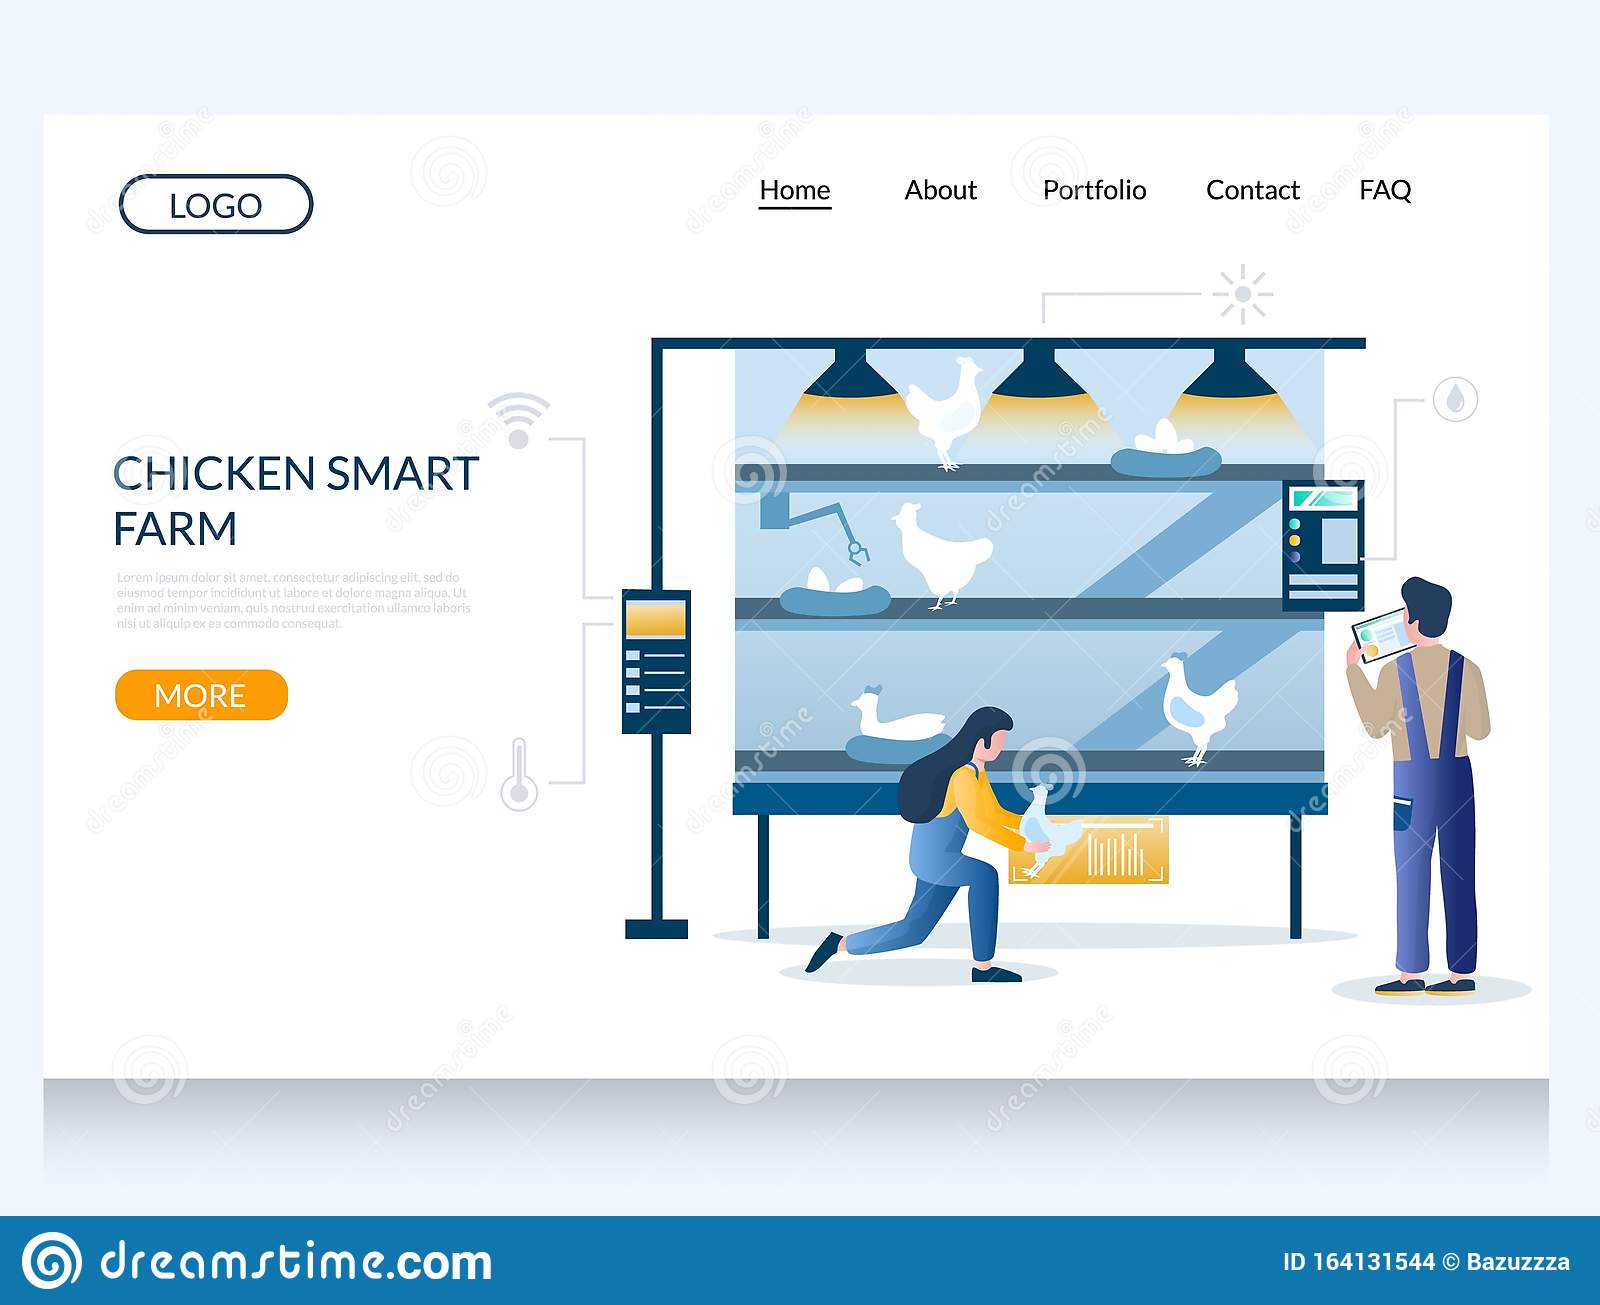 LOGO
Home About Portfolio Contact FAQ
CHICKEN SMART
FARM
Lorem ipsum dolor sit amet, consectetur adipiscing elit, sed do
eiusmod tempor incididunt ut labore et dolore magna aliqua. Ut
enim ad minim veniam, quis nostrud exercitation ullamco laboris
nisi ut aliquip ex ea commodo consequat.
MORE
dreamstime.com
ID 164131544 © Bazuzzza